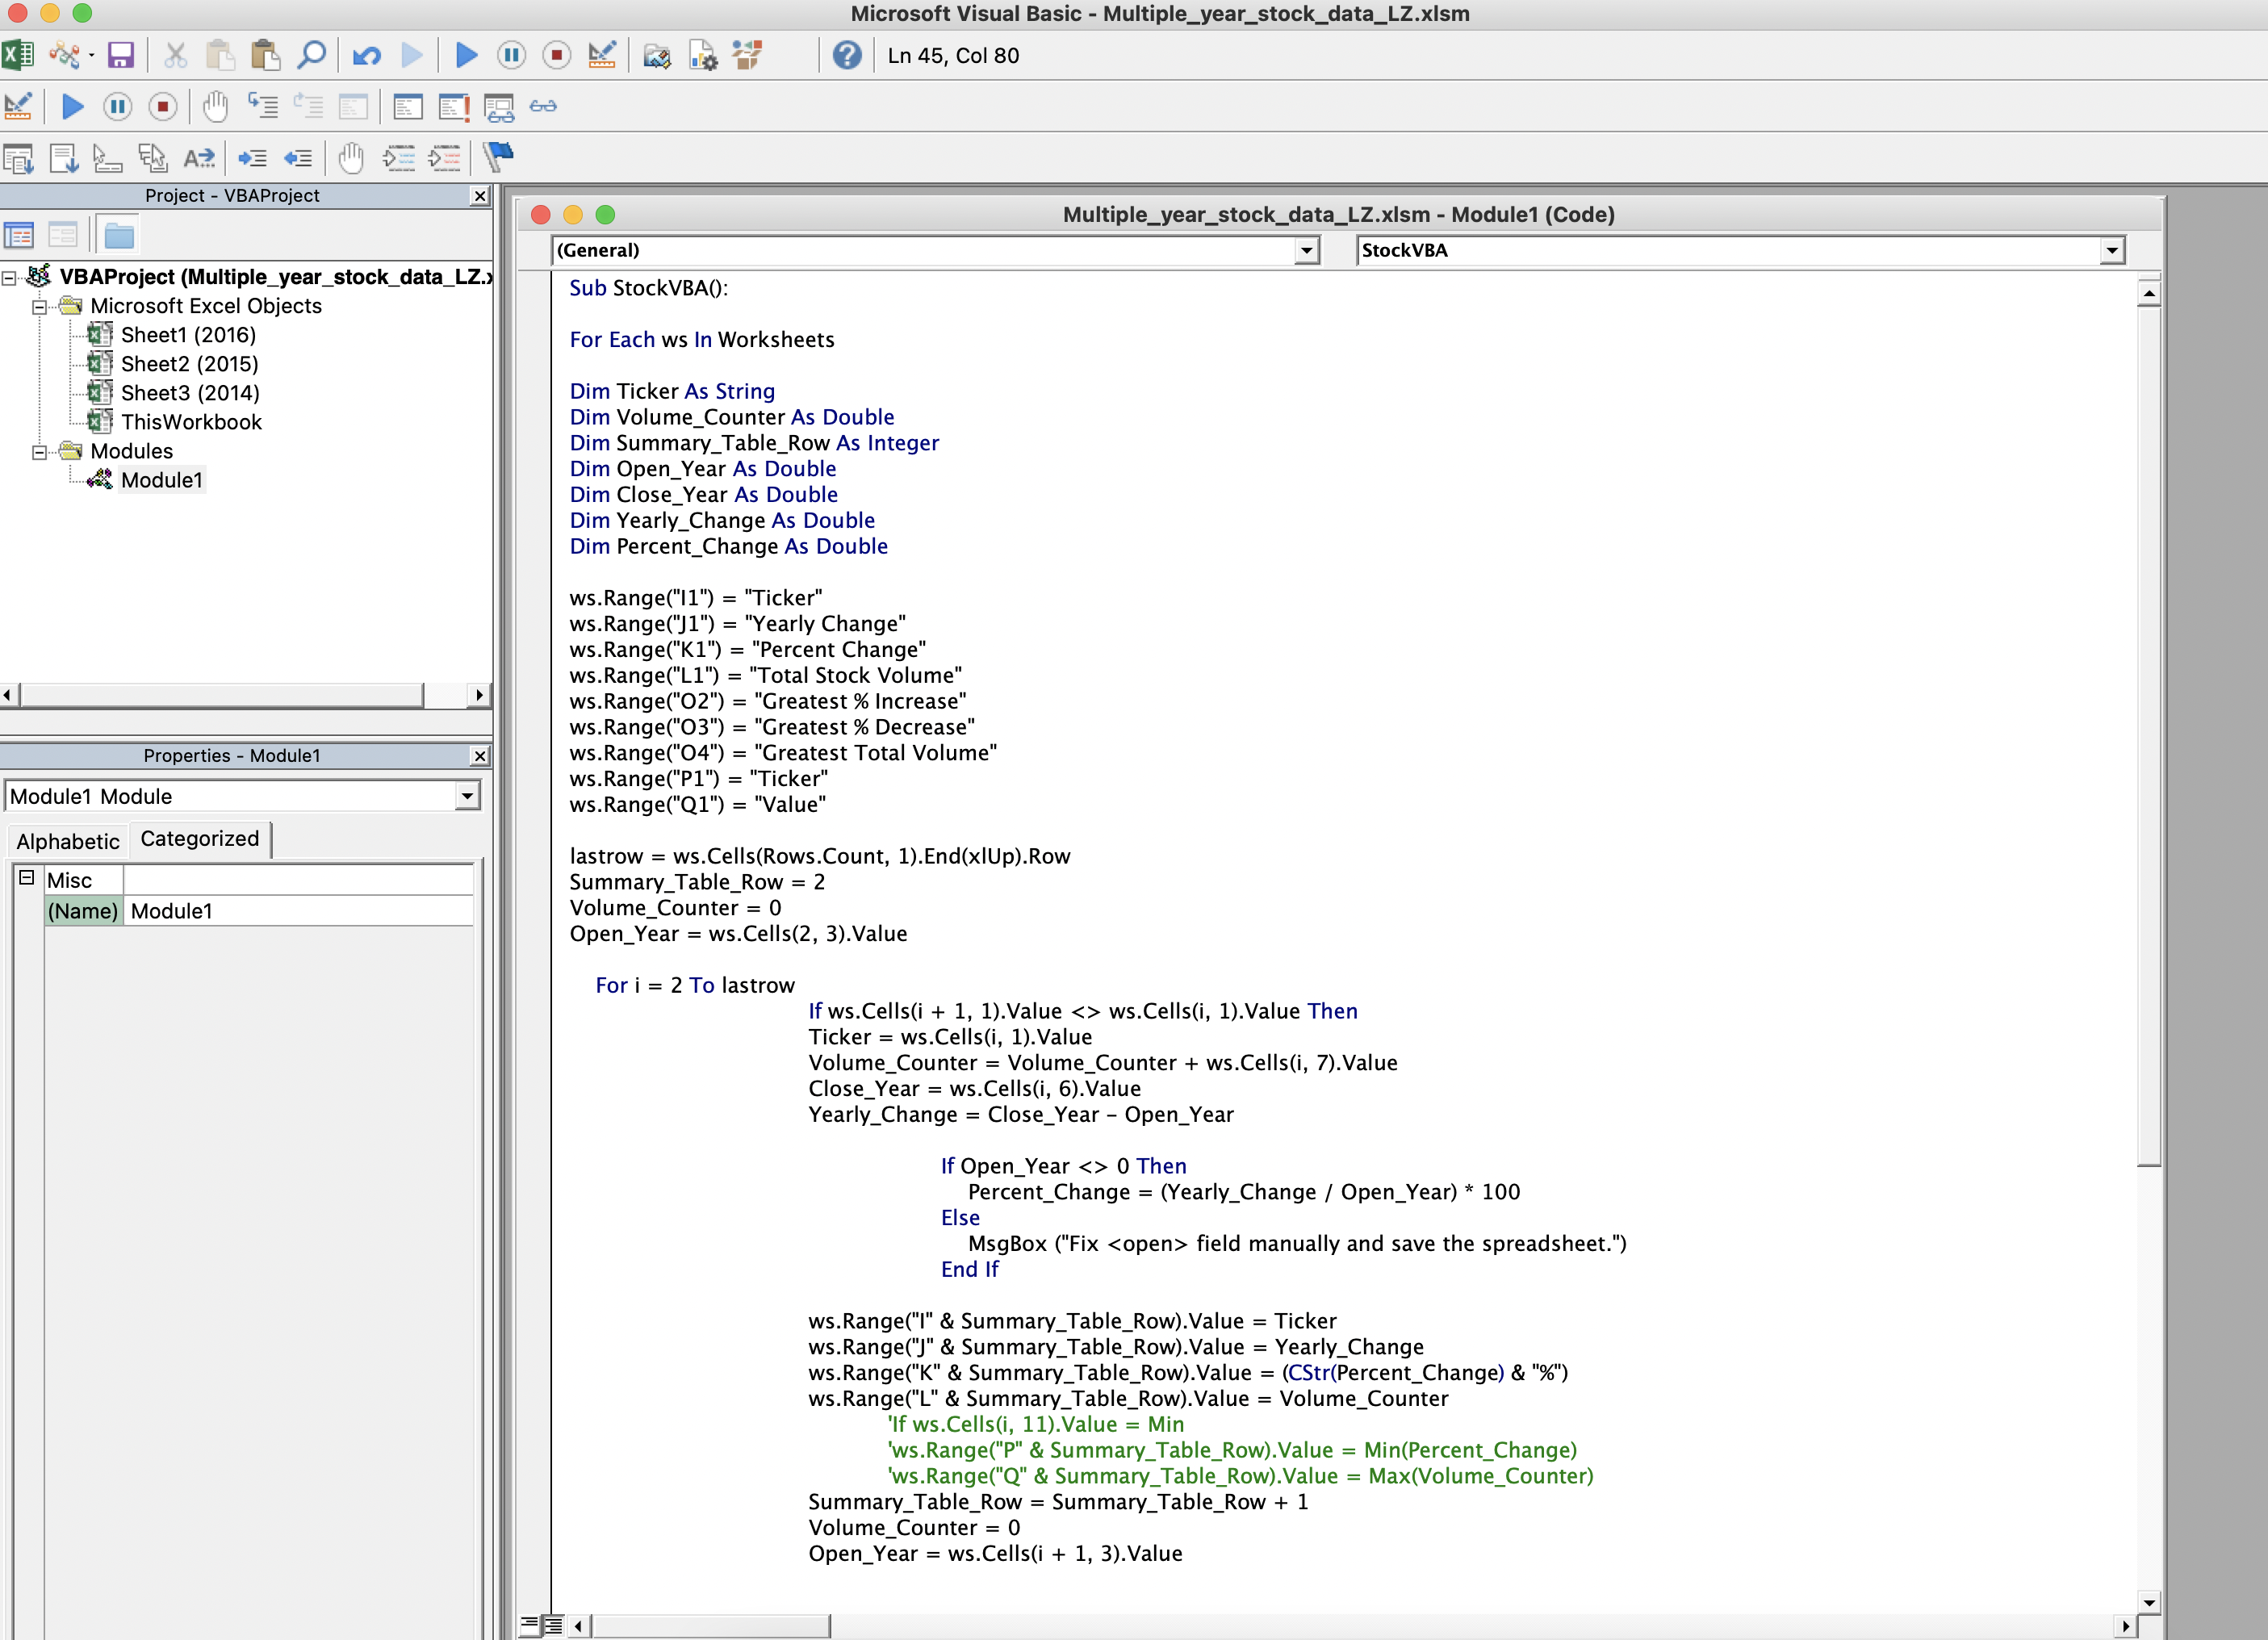 Microsoft Visual Basic - Multiple_year_stock_data_LZ.xlsm
Ln 45, Col 80
Project - VBAProject
VBAProject (Multiple_year_stock_data_LZ.x
Microsoft Excel Objects
Sheet1 (2016)
Sheet2 (2015)
Sheet3 (2014)
ThisWorkbook
Modules
Module1
Properties - Module1
Module1 Module
Alphabetic Categorized
Misc
(Name) Module1
Multiple_year_stock_data_LZ.xlsm - Module1 (Code)
(General) StockVBA
Sub StockVBA():
For Each ws In Worksheets
Dim Ticker As String
Dim Volume_Counter As Double
Dim Summary_Table_Row As Integer
Dim Open_Year As Double
Dim Close_Year As Double
Dim Yearly_Change As Double
Dim Percent_Change As Double
ws.Range("I1") = "Ticker"
ws.Range("J1") = "Yearly Change"
ws.Range("K1") = "Percent Change"
ws.Range("L1") = "Total Stock Volume"
ws.Range("O2") = "Greatest % Increase"
ws.Range("O3") = "Greatest % Decrease"
ws.Range("O4") = "Greatest Total Volume"
ws.Range("P1") = "Ticker"
ws.Range("Q1") = "Value"
lastrow = ws.Cells(Rows.Count, 1).End(xlUp).Row
Summary_Table_Row = 2
Volume_Counter = 0
Open_Year = ws.Cells(2, 3).Value
For i = 2 To lastrow
If ws.Cells(i + 1, 1).Value <> ws.Cells(i, 1).Value Then
Ticker = ws.Cells(i, 1).Value
Volume_Counter = Volume_Counter + ws.Cells(i, 7).Value
Close_Year = ws.Cells(i, 6).Value
Yearly_Change = Close_Year - Open_Year
If Open_Year <> 0 Then
Percent_Change = (Yearly_Change / Open_Year) * 100
Else
MsgBox ("Fix <open> field manually and save the spreadsheet.")
End If
ws.Range("I" & Summary_Table_Row).Value = Ticker
ws.Range("J" & Summary_Table_Row).Value = Yearly_Change
ws.Range("K" & Summary_Table_Row).Value = (CStr(Percent_Change) & "%")
ws.Range("L" & Summary_Table_Row).Value = Volume_Counter
'If ws.Cells(i, 11).Value = Min
'ws.Range("P" & Summary_Table_Row).Value = Min(Percent_Change)
'ws.Range("Q" & Summary_Table_Row).Value = Max(Volume_Counter)
Summary_Table_Row = Summary_Table_Row + 1
Volume_Counter = 0
Open_Year = ws.Cells(i + 1, 3).Value